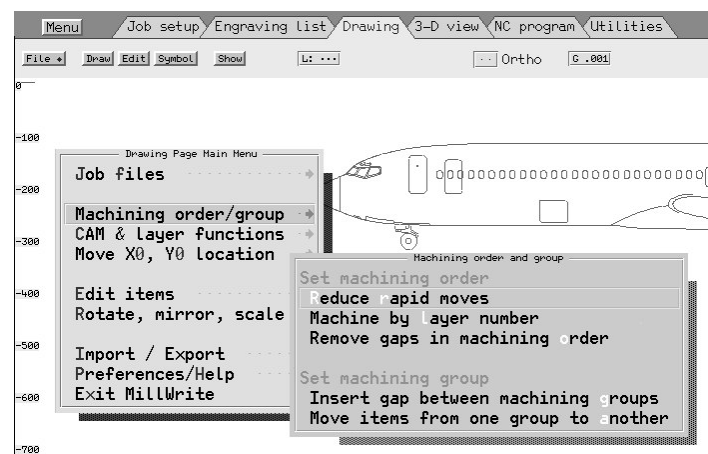 Menu Job setup Engraving list Drawing 3-D view NC program Utilities
File Draw Edit Symbol Show L: ... Ortho G .001
0
-100
-200
-300
-400
-500
-600
-700
Drawing Page Main Menu
Job files
Machining order/group
CAM & layer functions
Move X0, Y0 location
Edit items
Rotate, mirror, scale
Import / Export
Preferences/Help
Exit MillWrite
Machining order and group
Set machining order
Reduce rapid moves
Machine by layer number
Remove gaps in machining order
Set machining group
Insert gap between machining groups
Move items from one group to another